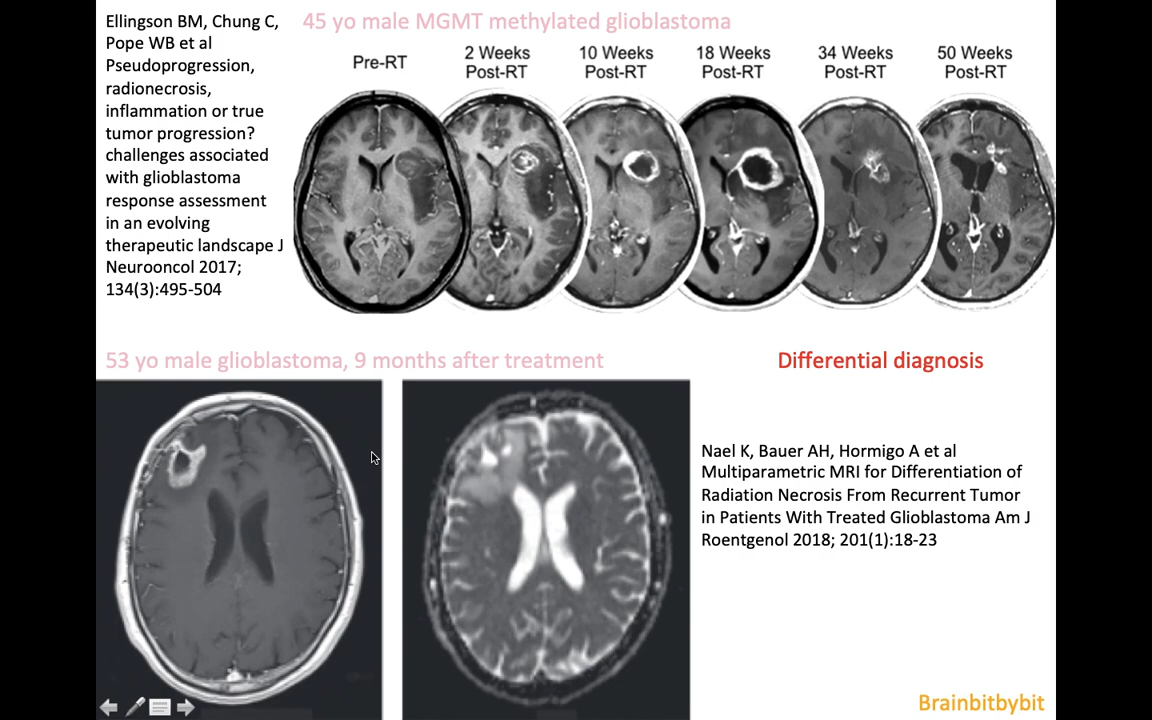 Ellingson BM, Chung C,
Pope WB et al
Pseudoprogression,
radionecrosis,
inflammation or true
tumor progression?
challenges associated
with glioblastoma
response assessment
in an evolving
therapeutic landscape J
Neurooncol 2017;
134(3):495-504
45 yo male MGMT methylated glioblastoma
Pre-RT
2 Weeks
Post-RT
10 Weeks
Post-RT
18 Weeks
Post-RT
34 Weeks
Post-RT
50 Weeks
Post-RT
53 yo male glioblastoma, 9 months after treatment
Differential diagnosis
Nael K, Bauer AH, Hormigo A et al
Multiparametric MRI for Differentiation of
Radiation Necrosis From Recurrent Tumor
in Patients With Treated Glioblastoma Am J
Roentgenol 2018; 201(1):18-23
Brainbitbybit